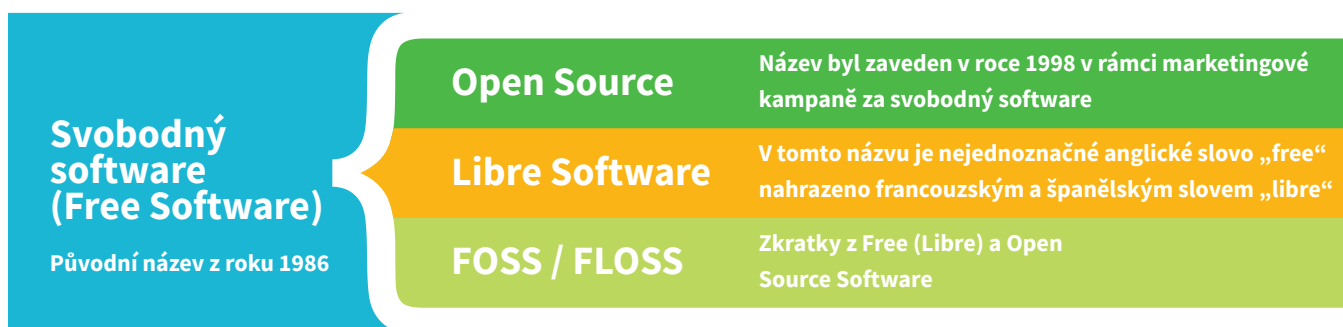 Svobodný
software
(Free Software)
Původní název z roku 1986
Open Source
Název byl zaveden v roce 1998 v rámci marketingové
kampaně za svobodný software
Libre Software
V tomto názvu je nejednoznačné anglické slovo „free“
nahrazeno francouzským a španělským slovem „libre“
FOSS / FLOSS
Zkratky z Free (Libre) a Open
Source Software